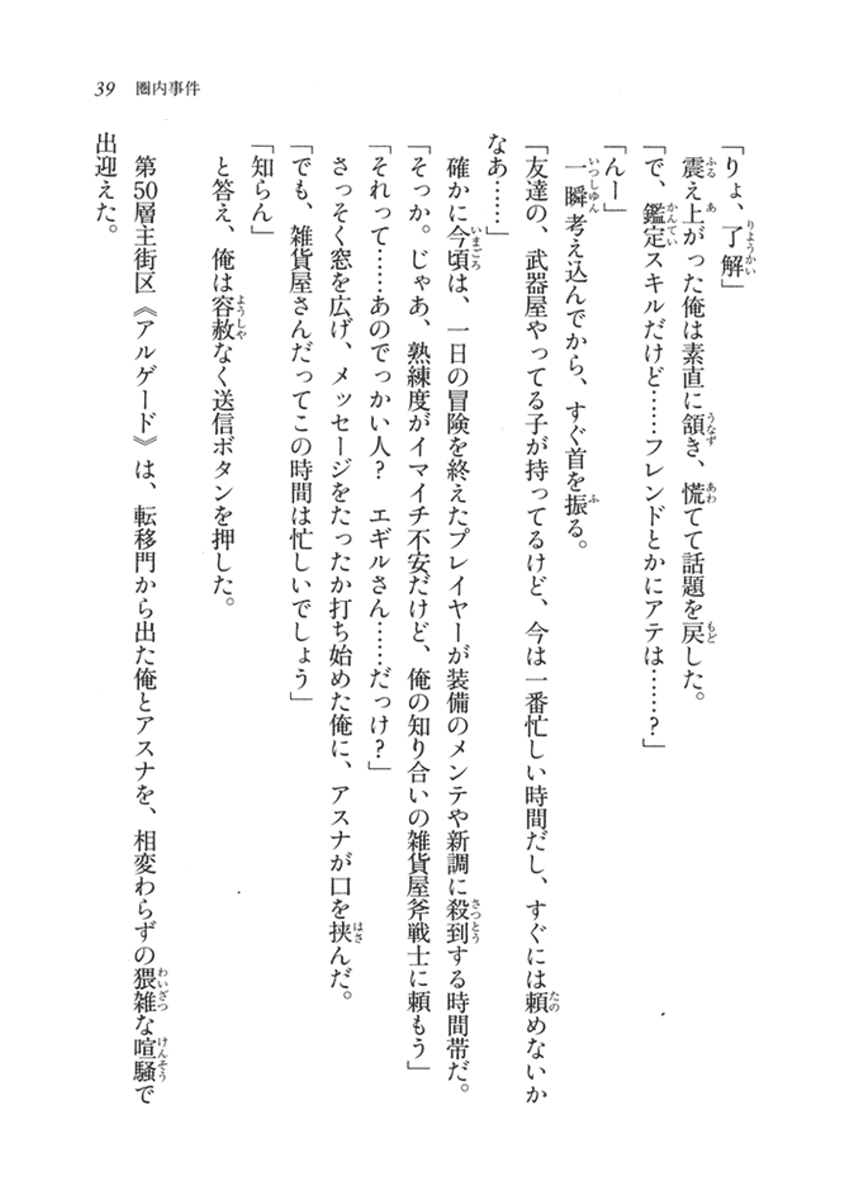 39 圏内事件
「りょ、了解」
震え上がった俺は素直に頷き、慌てて話題を戻した。
「で、鑑定スキルだけど……フレンドとかにアテは……?」
「んー」
一瞬考え込んでから、すぐ首を振る。
「友達の、武器屋やってる子が持ってるけど、今は一番忙しい時間だし、すぐには頼めないか
なあ……」
確かに今頃は、一日の冒険を終えたプレイヤーが装備のメンテや新調に殺到する時間帯だ。
「そっか。じゃあ、熟練度がイマイチ不安だけど、俺の知り合いの雑貨屋斧戦士に頼もう」
「それって……あのでっかい人? エギルさん……だっけ?」
さっそく窓を広げ、メッセージをたったか打ち始めた俺に、アスナが口を挟んだ。
「でも、雑貨屋さんだってこの時間は忙しいでしょう」
「知らん」
と答え、俺は容赦なく送信ボタンを押した。
第50層主街区《アルゲード》は、転移門から出た俺とアスナを、相変わらずの猥雑な喧騒で
出迎えた。